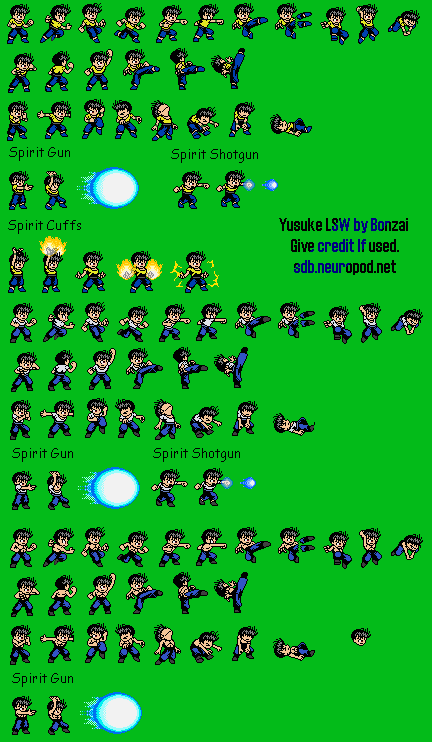 Spirit Gun
Spirit Shotgun
Spirit Cuffs
Yusuke LSW by Bonzai
Give credit If used.
sdb.neuropod.net
Spirit Gun
Spirit Shotgun
Spirit Gun